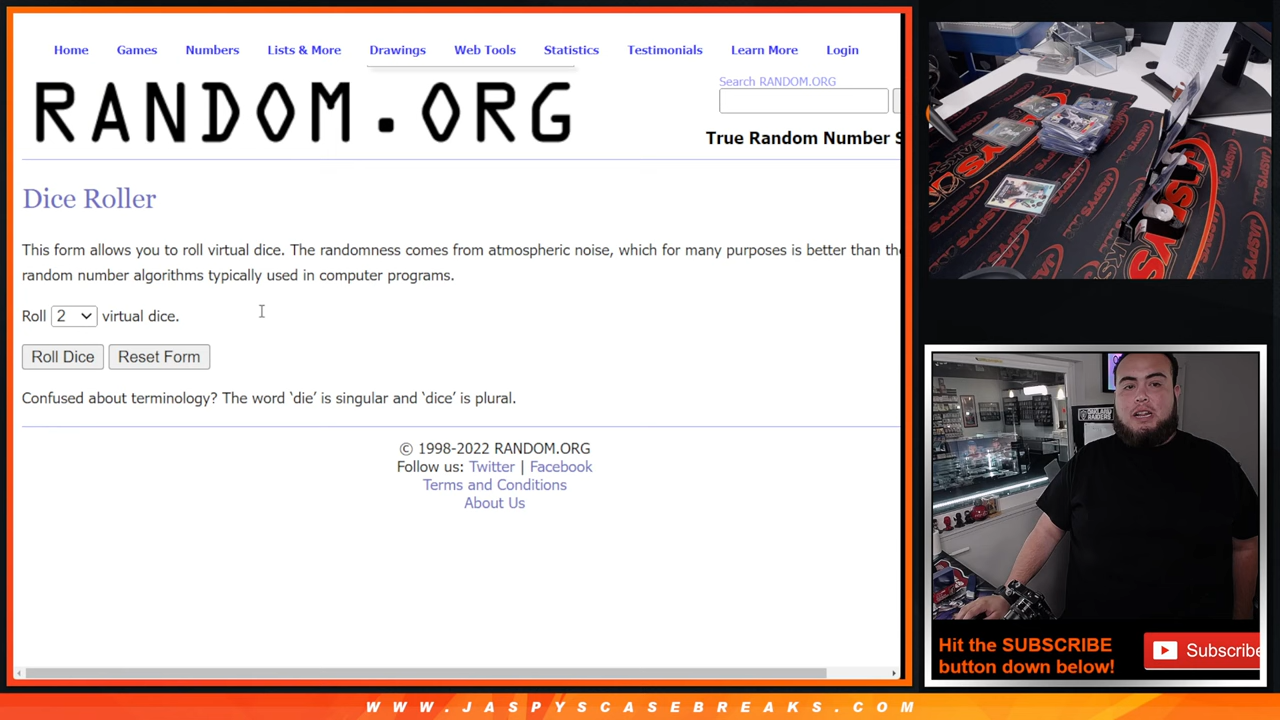 Home Games Numbers Lists & More Drawings Web Tools Statistics Testimonials Learn More Login
RANDOM.ORG
Search RANDOM.ORG
True Random Number S
Dice Roller
This form allows you to roll virtual dice. The randomness comes from atmospheric noise, which for many purposes is better than the
random number algorithms typically used in computer programs.
Roll 2 virtual dice.
Roll Dice Reset Form
Confused about terminology? The word ‘die’ is singular and ‘dice’ is plural.
© 1998-2022 RANDOM.ORG
Follow us: Twitter | Facebook
Terms and Conditions
About Us
JASPYS
OAKLAND
RAIDERS
Hit the SUBSCRIBE
button down below!
Subscribe
WWW.JASPYSCASEBREAKS.COM